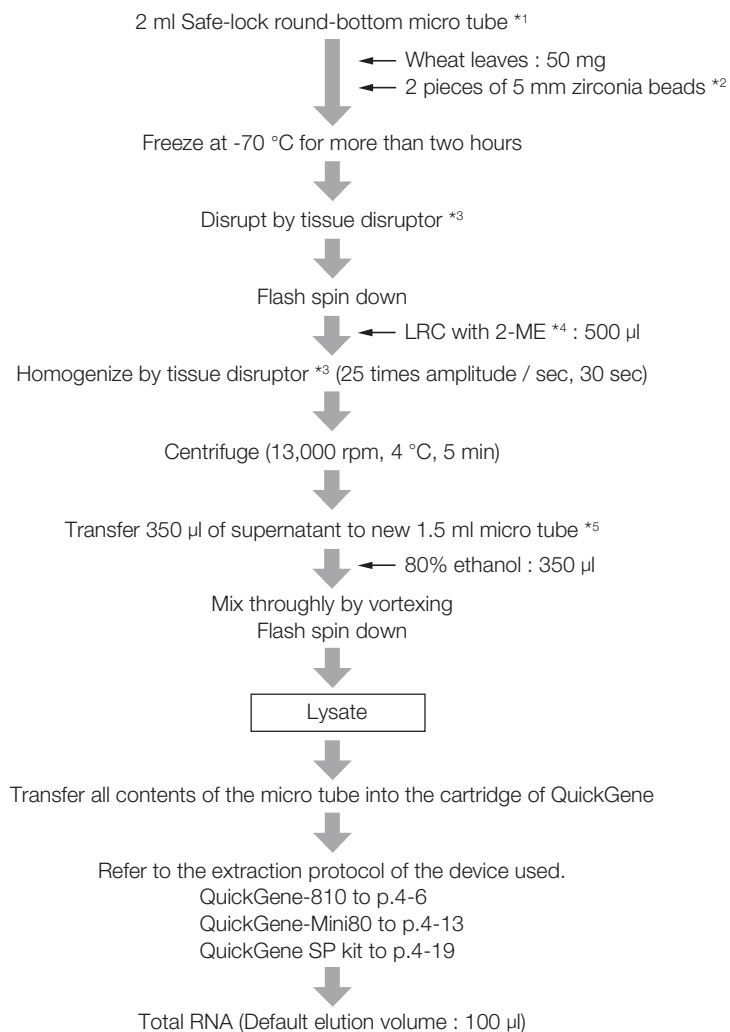 2 ml Safe-lock round-bottom micro tube *1
Wheat leaves : 50 mg
2 pieces of 5 mm zirconia beads *2
Freeze at -70 °C for more than two hours
Disrupt by tissue disruptor *3
Flash spin down
LRC with 2-ME *4 : 500 µl
Homogenize by tissue disruptor *3 (25 times amplitude / sec, 30 sec)
Centrifuge (13,000 rpm, 4 °C, 5 min)
Transfer 350 µl of supernatant to new 1.5 ml micro tube *5
80% ethanol : 350 µl
Mix throughly by vortexing
Flash spin down
Lysate
Transfer all contents of the micro tube into the cartridge of QuickGene
Refer to the extraction protocol of the device used.
QuickGene-810 to p.4-6
QuickGene-Mini80 to p.4-13
QuickGene SP kit to p.4-19
Total RNA (Default elution volume : 100 µl)